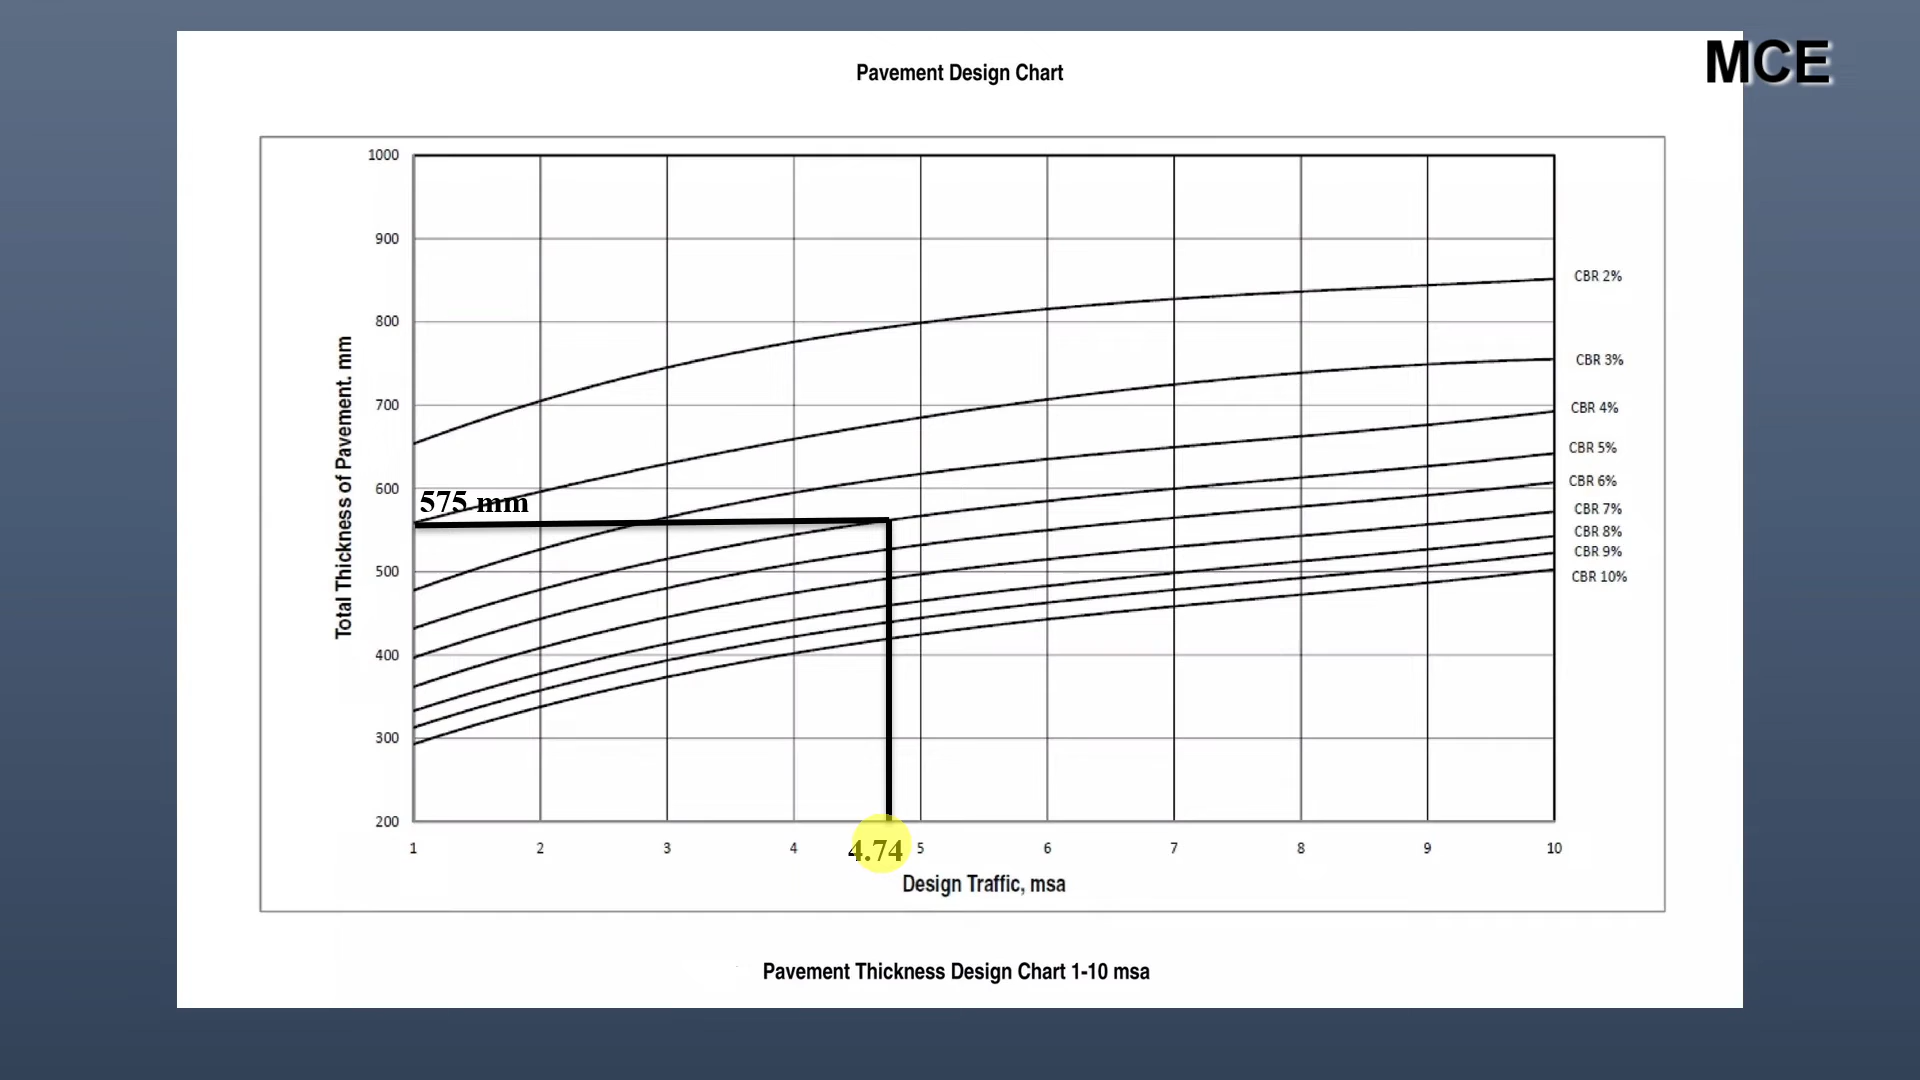 MCE
Pavement Design Chart
1000
900
800
700
600
500
400
300
200
Total Thickness of Pavement. mm
575 mm
CBR 2%
CBR 3%
CBR 4%
CBR 5%
CBR 6%
CBR 7%
CBR 8%
CBR 9%
CBR 10%
1 2 3 4 4.74 5 6 7 8 9 10
Design Traffic, msa
Pavement Thickness Design Chart 1-10 msa